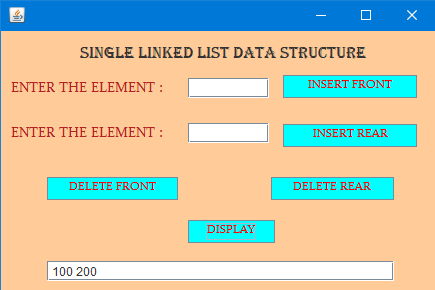 SINGLE LINKED LIST DATA STRUCTURE
ENTER THE ELEMENT : INSERT FRONT
ENTER THE ELEMENT : INSERT REAR
DELETE FRONT DELETE REAR
DISPLAY
100 200